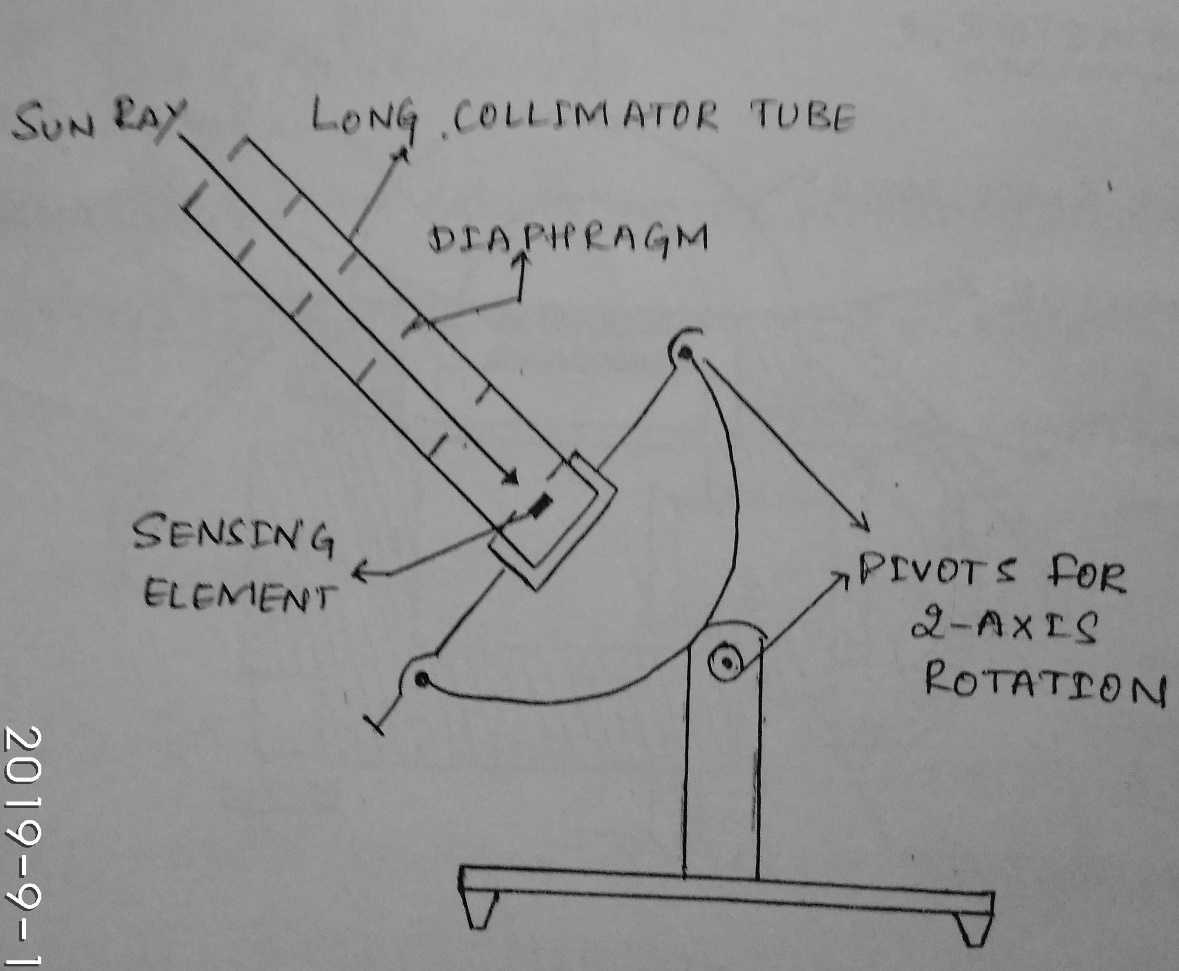 SUN RAY
LONG COLLIMATOR TUBE
DIAPHRAGM
SENSING
ELEMENT
PIVOTS FOR
2-AXIS
ROTATION
2019-9-1